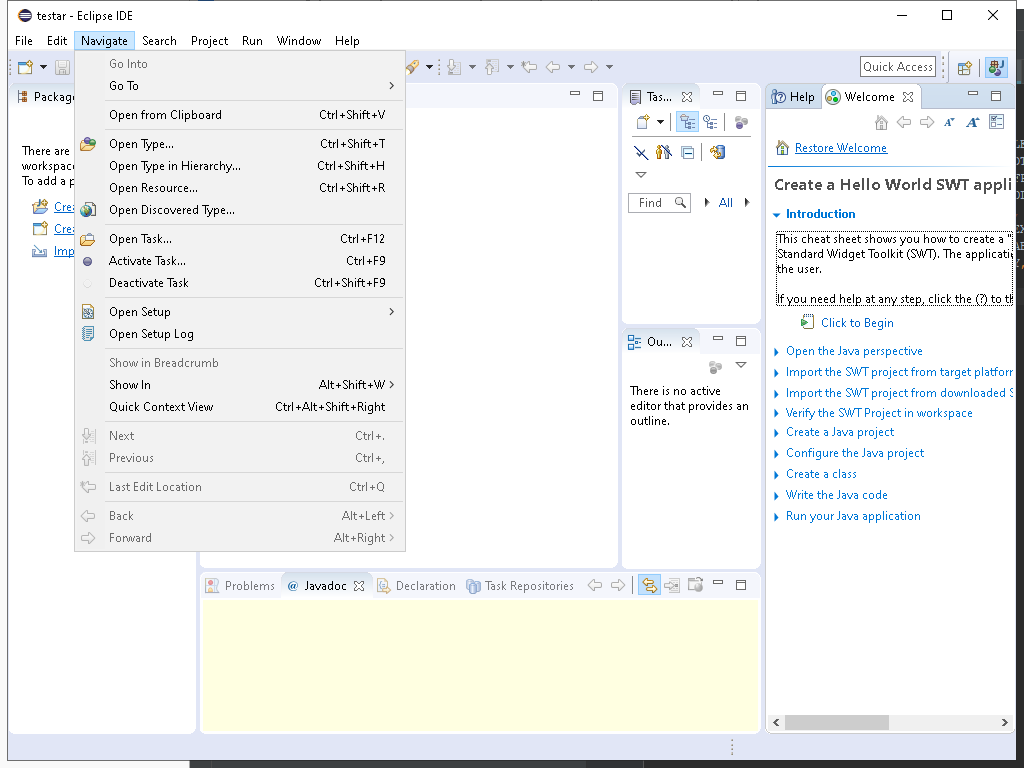 testar - Eclipse IDE
File Edit Navigate Search Project Run Window Help
Quick Access
Go Into
Go To
Open from Clipboard Ctrl+Shift+V
Open Type... Ctrl+Shift+T
Open Type in Hierarchy... Ctrl+Shift+H
Open Resource... Ctrl+Shift+R
Open Discovered Type...
Open Task... Ctrl+F12
Activate Task... Ctrl+F9
Deactivate Task Ctrl+Shift+F9
Open Setup
Open Setup Log
Show in Breadcrumb
Show In Alt+Shift+W
Quick Context View Ctrl+Alt+Shift+Right
Next Ctrl+.
Previous Ctrl+,
Last Edit Location Ctrl+Q
Back Alt+Left
Forward Alt+Right
Packag
There are
workspac
To add a p
Crea
Crea
Imp
Tas...
Find All
Ou...
There is no active
editor that provides an
outline.
Help Welcome
Restore Welcome
Create a Hello World SWT appli
Introduction
This cheat sheet shows you how to create a "
Standard Widget Toolkit (SWT). The applicati
the user.
If you need help at any step, click the (?) to th
Click to Begin
Open the Java perspective
Import the SWT project from target platform
Import the SWT project from downloaded S
Verify the SWT Project in workspace
Create a Java project
Configure the Java project
Create a class
Write the Java code
Run your Java application
Problems @ Javadoc Declaration Task Repositories